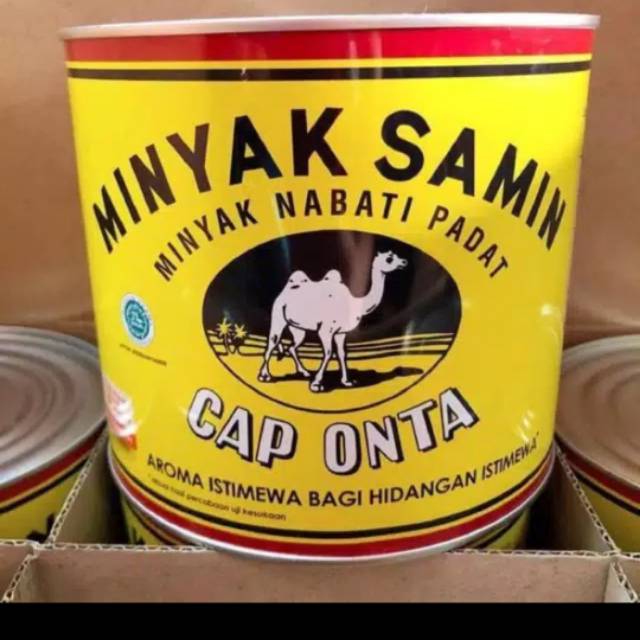 MINYAK SAMIN
MINYAK NABATI PADAT
CAP ONTA
AROMA ISTIMEWA BAGI HIDANGAN ISTIMEWA*